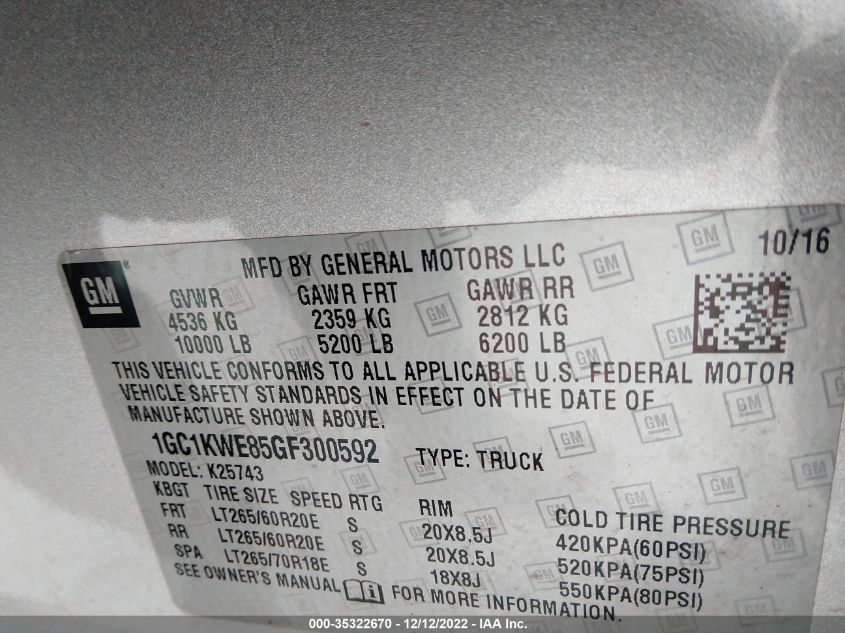 GM
MFD BY GENERAL MOTORS LLC 10/16
GVWR GAWR FRT GAWR RR
4536 KG 2359 KG 2812 KG
10000 LB 5200 LB 6200 LB
THIS VEHICLE CONFORMS TO ALL APPLICABLE U.S. FEDERAL MOTOR
VEHICLE SAFETY STANDARDS IN EFFECT ON THE DATE OF
MANUFACTURE SHOWN ABOVE.
1GC1KWE85GF300592 TYPE: TRUCK
MODEL: K25743
KBGT TIRE SIZE SPEED RTG RIM COLD TIRE PRESSURE
FRT LT265/60R20E S 20X8.5J 420KPA(60PSI)
RR LT265/60R20E S 20X8.5J 520KPA(75PSI)
SPA LT265/70R18E S 18X8J 550KPA(80PSI)
SEE OWNER'S MANUAL FOR MORE INFORMATION.
000-35322670 - 12/12/2022 - IAA Inc.